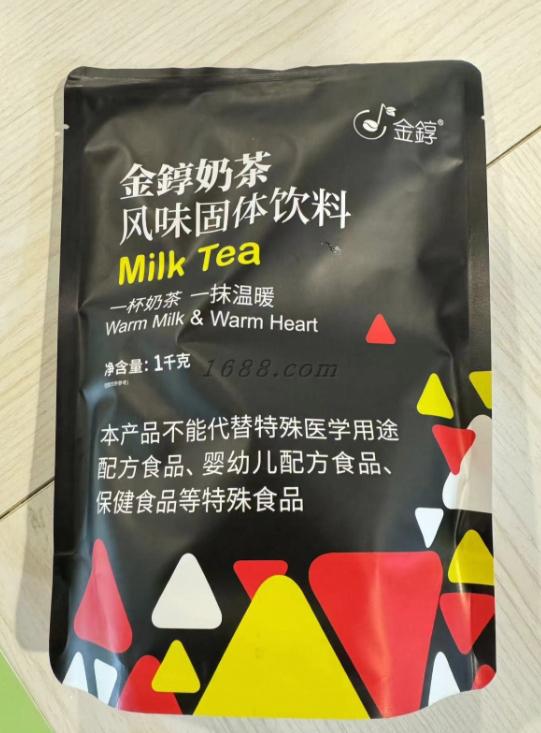 金錞®
金錞奶茶
风味固体饮料
Milk Tea
一杯奶茶 一抹温暖
Warm Milk & Warm Heart
净含量：1千克
1688.com
本产品不能代替特殊医学用途
配方食品、婴幼儿配方食品、
保健食品等特殊食品